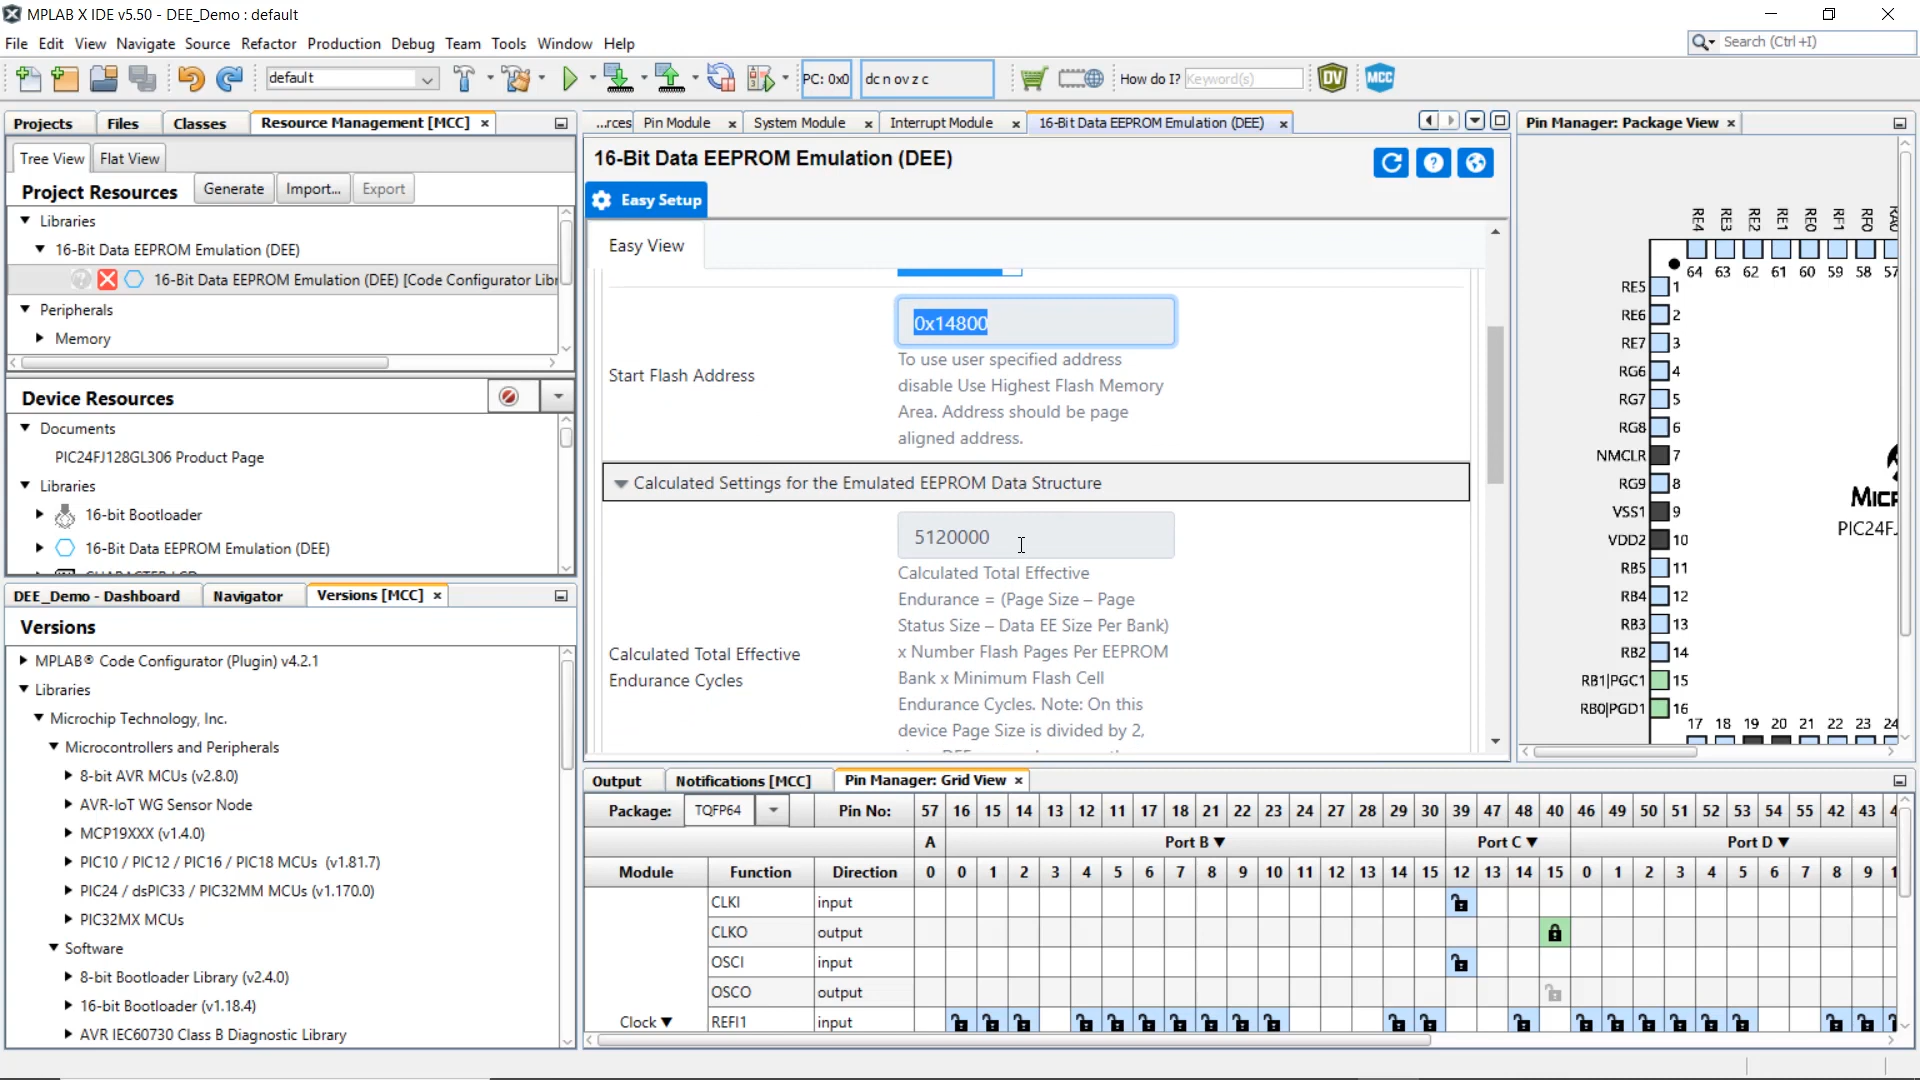 MPLAB X IDE v5.50 - DEE_Demo : default
File Edit View Navigate Source Refactor Production Debug Team Tools Window Help
Search (Ctrl+I)
default
PC: 0x0
dc n ov z c
How do I?
Keyword(s)
DV
MCC
Projects
Files
Classes
Resource Management [MCC]
Tree View
Flat View
Project Resources
Generate
Import...
Export
Libraries
16-Bit Data EEPROM Emulation (DEE)
16-Bit Data EEPROM Emulation (DEE) [Code Configurator Libr
Peripherals
Memory
Device Resources
Documents
PIC24FJ128GL306 Product Page
Libraries
16-bit Bootloader
16-Bit Data EEPROM Emulation (DEE)
DEE_Demo - Dashboard
Navigator
Versions [MCC]
Versions
MPLAB® Code Configurator (Plugin) v4.2.1
Libraries
Microchip Technology, Inc.
Microcontrollers and Peripherals
8-bit AVR MCUs (v2.8.0)
AVR-IoT WG Sensor Node
MCP19XXX (v1.4.0)
PIC10 / PIC12 / PIC16 / PIC18 MCUs (v1.81.7)
PIC24 / dsPIC33 / PIC32MM MCUs (v1.170.0)
PIC32MX MCUs
Software
8-bit Bootloader Library (v2.4.0)
16-bit Bootloader (v1.18.4)
AVR IEC60730 Class B Diagnostic Library
...rces
Pin Module
System Module
Interrupt Module
16-Bit Data EEPROM Emulation (DEE)
16-Bit Data EEPROM Emulation (DEE)
Easy Setup
Easy View
0x14800
Start Flash Address
To use user specified address
disable Use Highest Flash Memory
Area. Address should be page
aligned address.
Calculated Settings for the Emulated EEPROM Data Structure
5120000
Calculated Total Effective
Endurance Cycles
Calculated Total Effective
Endurance = (Page Size – Page
Status Size – Data EE Size Per Bank)
x Number Flash Pages Per EEPROM
Bank x Minimum Flash Cell
Endurance Cycles. Note: On this
device Page Size is divided by 2,
Pin Manager: Package View
RE4 RE3 RE2 RE1 RE0 RF1 RF0
64 63 62 61 60 59 58 57
RE5 1
RE6 2
RE7 3
RG6 4
RG7 5
RG8 6
NMCLR 7
RG9 8
VSS1 9
VDD2 10
RB5 11
RB4 12
RB3 13
RB2 14
RB1|PGC1 15
RB0|PGD1 16
17 18 19 20 21 22 23 24
MICR
PIC24FJ
Output
Notifications [MCC]
Pin Manager: Grid View
Package: TQFP64 Pin No: 57 16 15 14 13 12 11 17 18 21 22 23 24 27 28 29 30 39 47 48 40 46 49 50 51 52 53 54 55 42 43 4
A Port B ▼ Port C ▼ Port D ▼
Module Function Direction 0 0 1 2 3 4 5 6 7 8 9 10 11 12 13 14 15 12 13 14 15 0 1 2 3 4 5 6 7 8 9 1
CLKI input
CLKO output
OSCI input
OSCO output
Clock ▼ REFI1 input